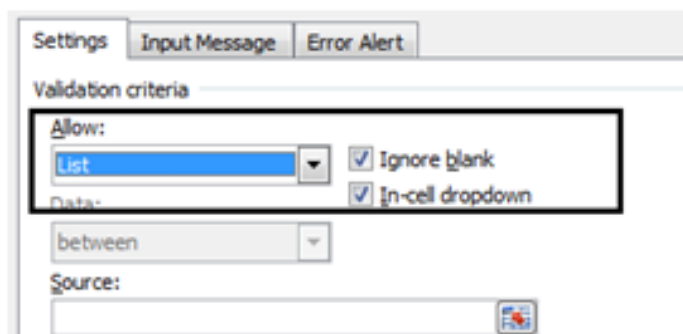 Settings Input Message Error Alert
Validation criteria
Allow:
List Ignore blank
Data: In-cell dropdown
between
Source: